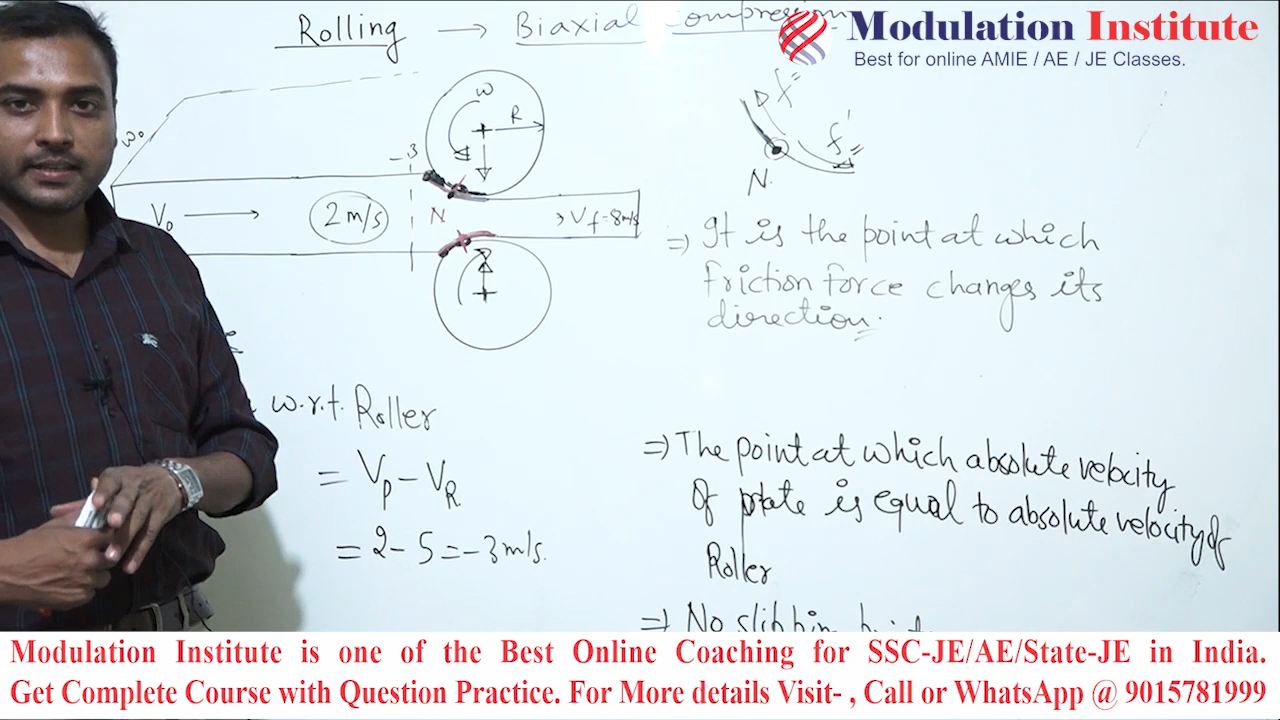 Rolling → Biaxial Compression
Modulation Institute
Best for online AMIE / AE / JE Classes.
ω
R
f'
N.
w₀
-3
V₀ → 2 m/s
N
→ Vf = 8 m/s
⇒ It is the point at which
friction force changes its
direction.
w.r.t. Roller
= Vp - VR
= 2 - 5 = -3 m/s.
⇒ The point at which absolute velocity
of plate is equal to absolute velocity of
Roller
⇒ No
Modulation Institute is one of the Best Online Coaching for SSC-JE/AE/State-JE in India.
Get Complete Course with Question Practice. For More details Visit- , Call or WhatsApp @ 9015781999